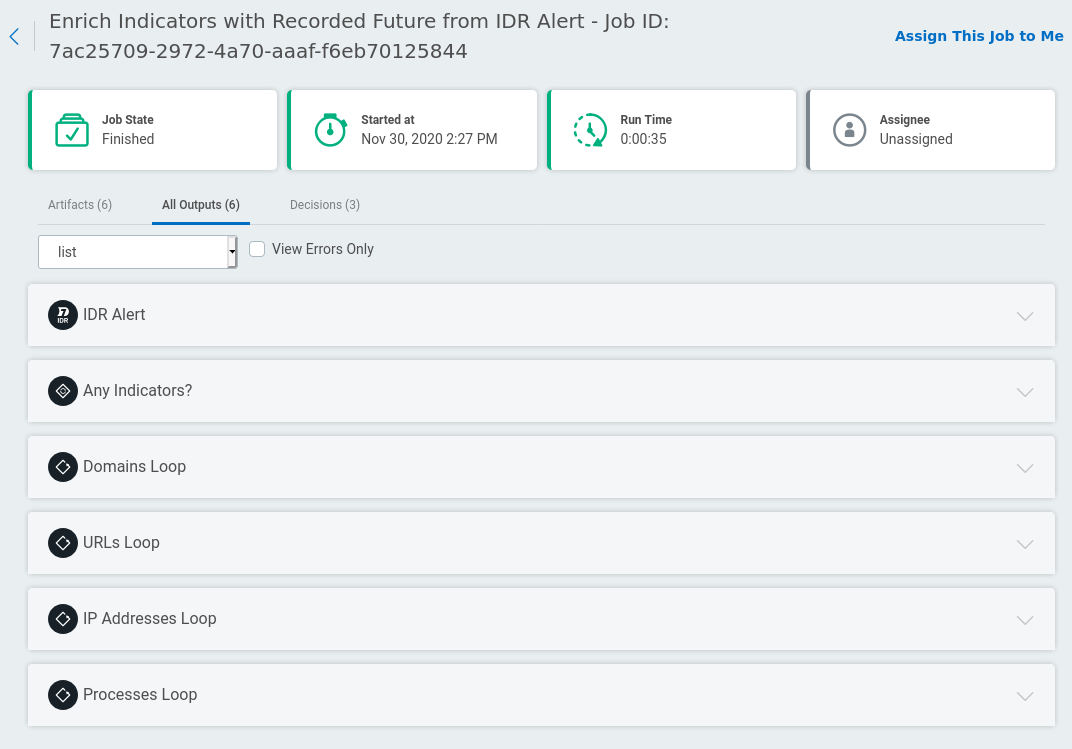 Enrich Indicators with Recorded Future from IDR Alert - Job ID:
7ac25709-2972-4a70-aaaf-f6eb70125844
Assign This Job to Me
Job State
Finished
Started at
Nov 30, 2020 2:27 PM
Run Time
0:00:35
Assignee
Unassigned
Artifacts (6)
All Outputs (6)
Decisions (3)
list
View Errors Only
IDR
IDR Alert
Any Indicators?
Domains Loop
URLs Loop
IP Addresses Loop
Processes Loop